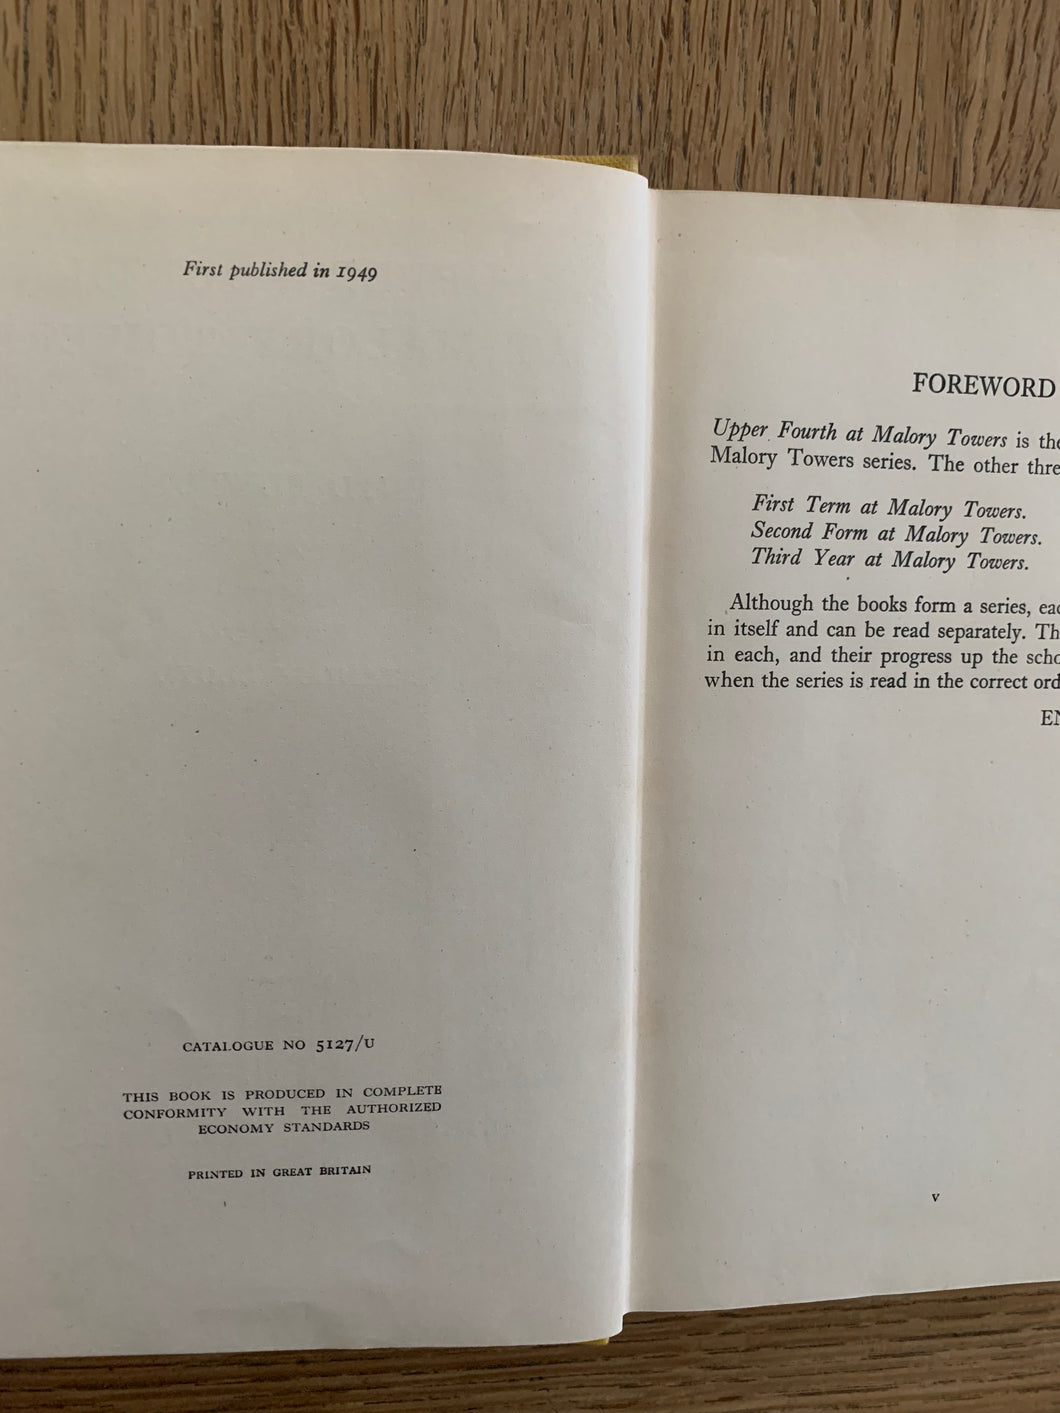 First published in 1949
CATALOGUE NO 5127/U
THIS BOOK IS PRODUCED IN COMPLETE
CONFORMITY WITH THE AUTHORIZED
ECONOMY STANDARDS
PRINTED IN GREAT BRITAIN
FOREWORD
Upper Fourth at Malory Towers is the
Malory Towers series. The other thre
First Term at Malory Towers.
Second Form at Malory Towers.
Third Year at Malory Towers.
Although the books form a series, eac
in itself and can be read separately. Th
in each, and their progress up the scho
when the series is read in the correct ord
EN
v